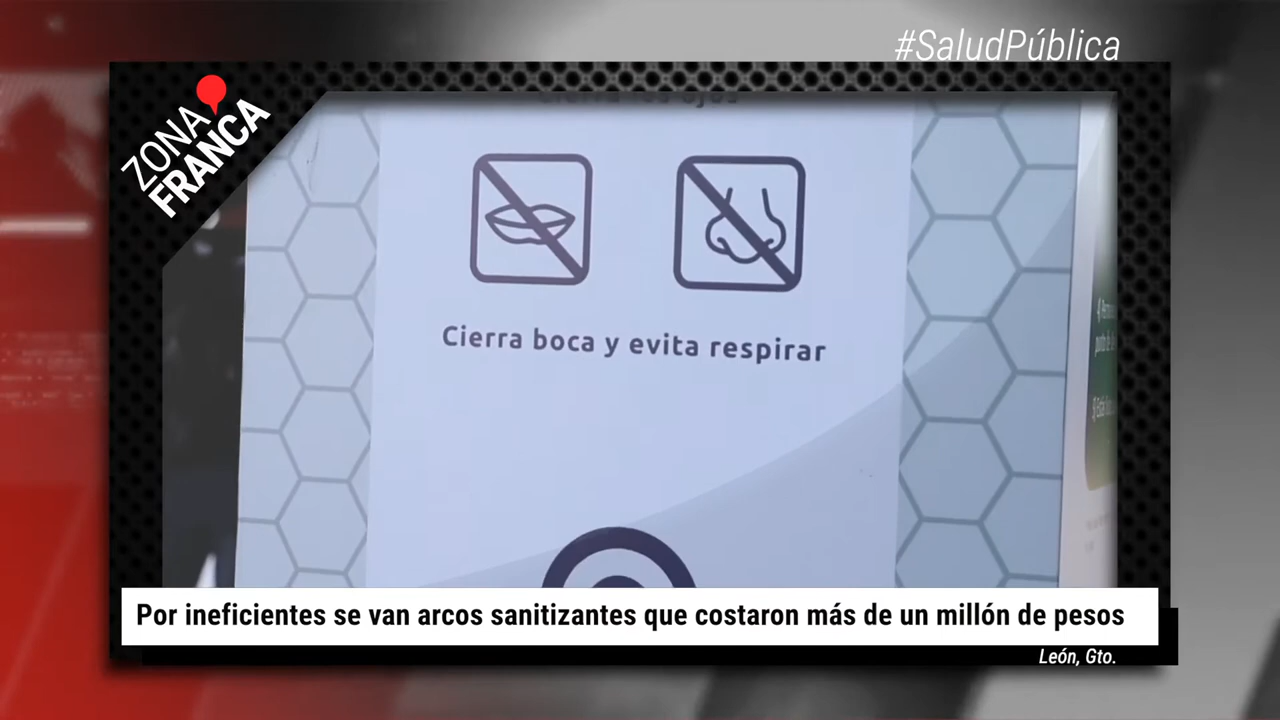 #SaludPública
ZONA
FRANCA
Cierra boca y evita respirar
Por ineficientes se van arcos sanitizantes que costaron más de un millón de pesos
León, Gto.